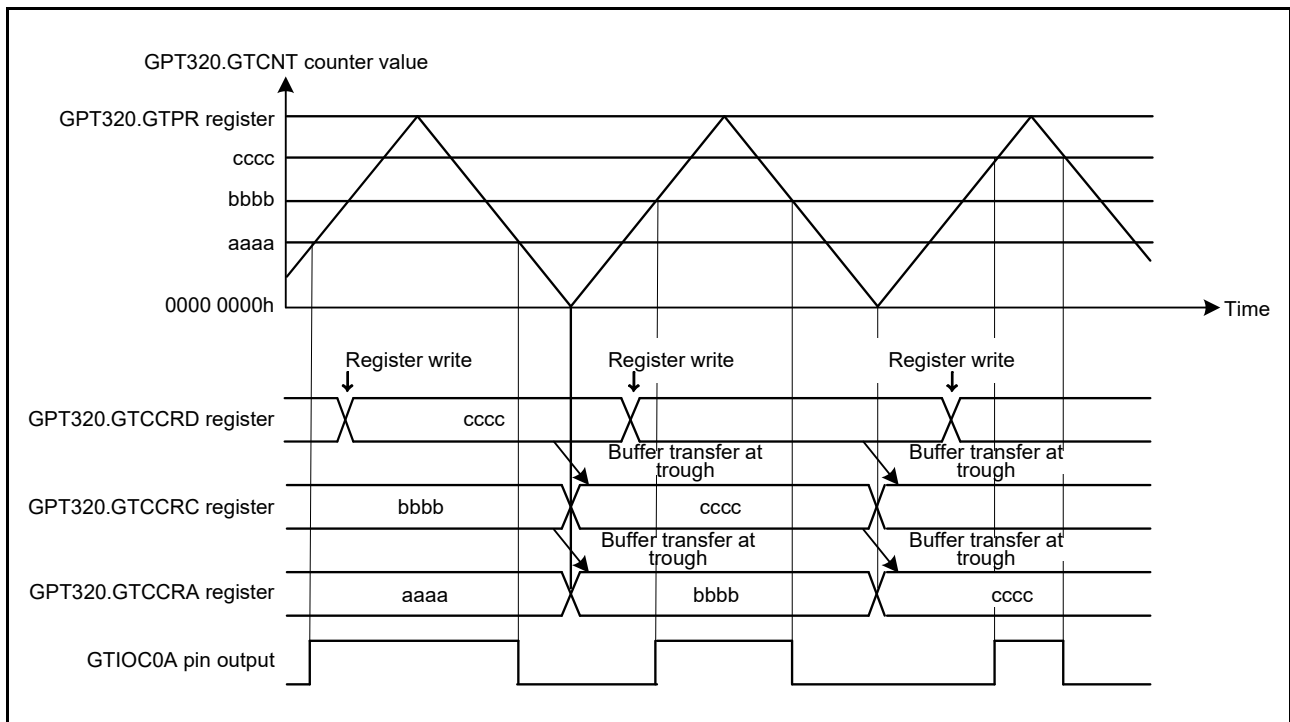 GPT320.GTCNT counter value
GPT320.GTPR register
cccc
bbbb
aaaa
0000 0000h
Time
Register write
Register write
Register write
GPT320.GTCCRD register
cccc
Buffer transfer at
trough
Buffer transfer at
trough
GPT320.GTCCRC register
bbbb
cccc
Buffer transfer at
trough
Buffer transfer at
trough
GPT320.GTCCRA register
aaaa
bbbb
cccc
GTIOC0A pin output